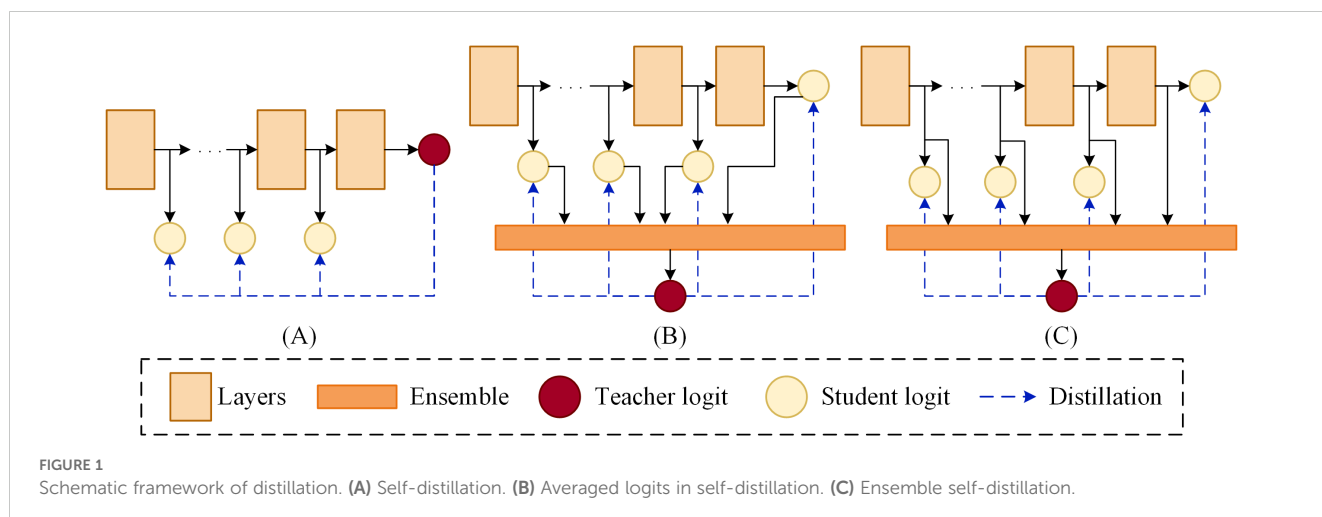 . . . .
. . . .
. . . .
(A)
(B)
(C)
Layers
Ensemble
Teacher logit
Student logit
Distillation
FIGURE 1
Schematic framework of distillation. (A) Self-distillation. (B) Averaged logits in self-distillation. (C) Ensemble self-distillation.